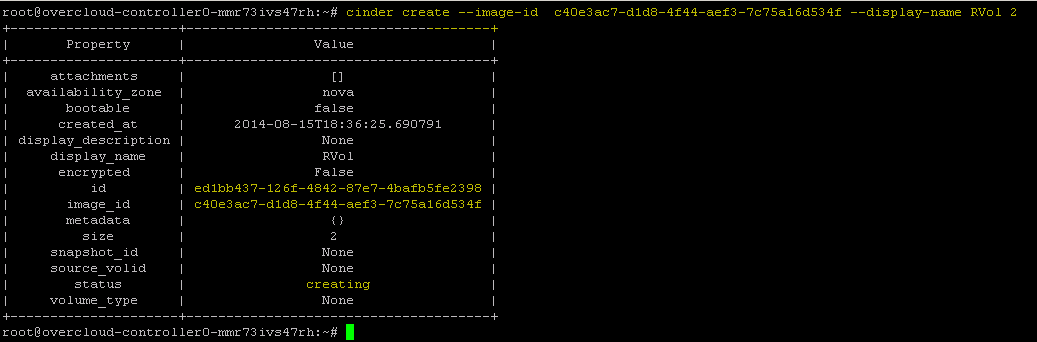 root@overcloud-controller0-mmr73ivs47rh:~# cinder create --image-id  c40e3ac7-d1d8-4f44-aef3-7c75a16d534f --display-name RVol 2
+---------------------+--------------------------------------+
|       Property      |                Value                 |
+---------------------+--------------------------------------+
|     attachments     |                  []                  |
|  availability_zone  |                 nova                 |
|       bootable      |                false                 |
|      created_at     |      2014-08-15T18:36:25.690791      |
| display_description |                 None                 |
|     display_name    |                 RVol                 |
|      encrypted      |                False                 |
|          id         | ed1bb437-126f-4842-87e7-4bafb5fe2398 |
|       image_id      | c40e3ac7-d1d8-4f44-aef3-7c75a16d534f |
|       metadata      |                  {}                  |
|         size        |                  2                   |
|     snapshot_id     |                 None                 |
|     source_volid    |                 None                 |
|        status       |               creating               |
|     volume_type     |                 None                 |
+---------------------+--------------------------------------+
root@overcloud-controller0-mmr73ivs47rh:~#